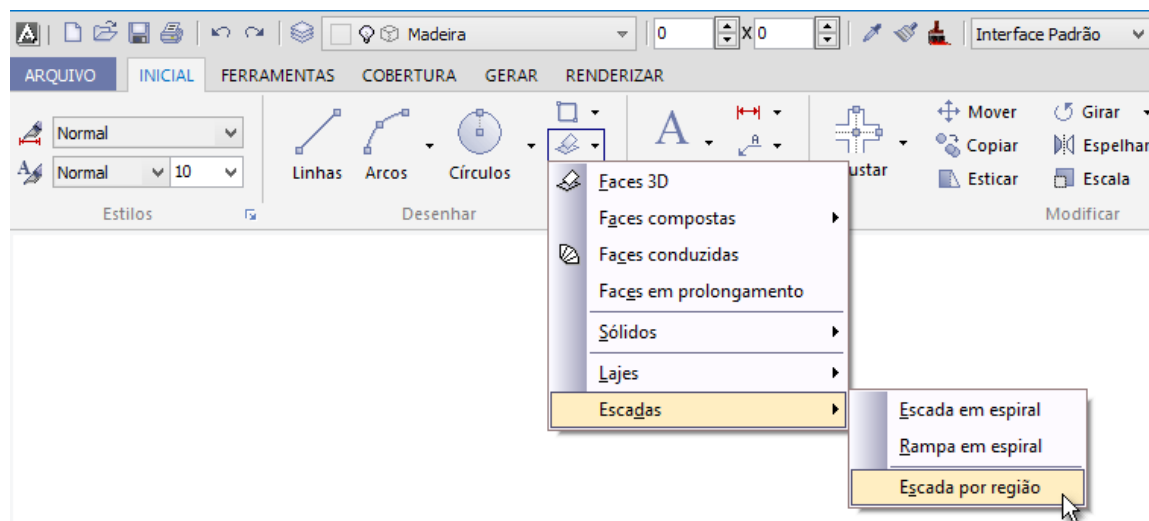 Madeira 0 X 0 Interface Padrão
ARQUIVO INICIAL FERRAMENTAS COBERTURA GERAR RENDERIZAR
Normal
Normal 10
Linhas Arcos Círculos
A
A
ustar
Mover Girar
Copiar Espelhar
Esticar Escala
Estilos Desenhar Modificar
Faces 3D
Faces compostas
Faces conduzidas
Faces em prolongamento
Sólidos
Lajes
Escadas
Escada em espiral
Rampa em espiral
Escada por região